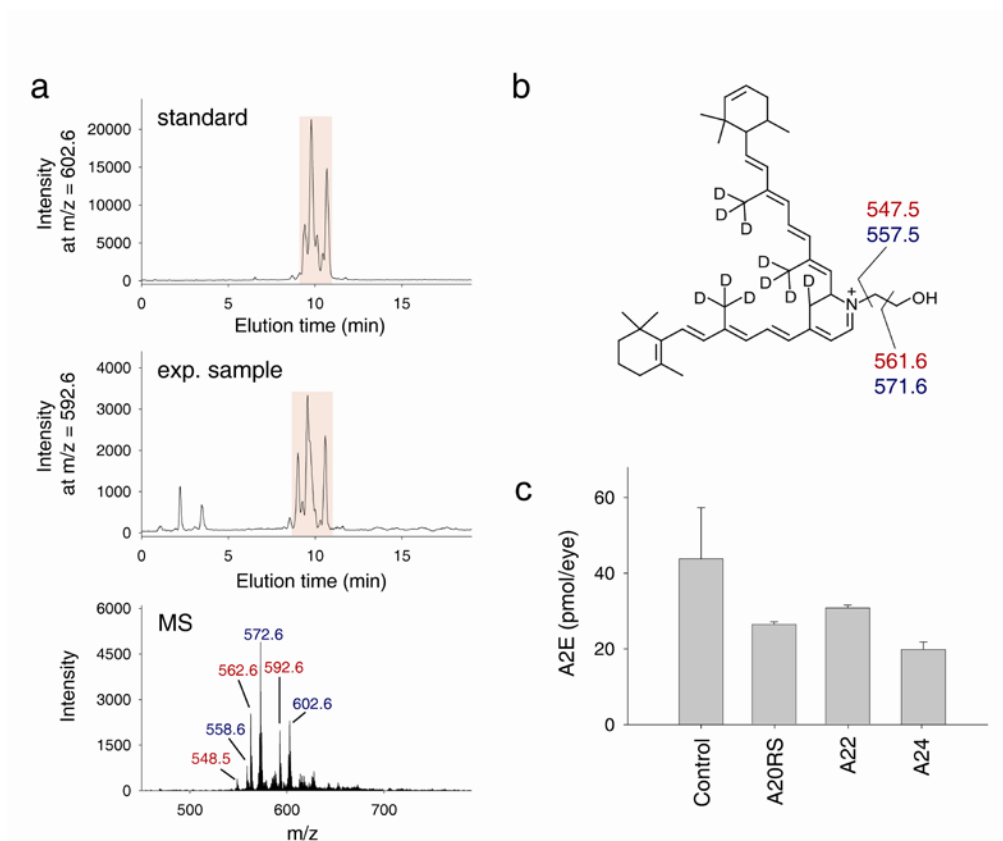 a
standard
Intensity
at m/z = 602.6
20000
15000
10000
5000
0
0 5 10 15
Elution time (min)
exp. sample
Intensity
at m/z = 592.6
4000
3000
2000
1000
0
0 5 10 15
Elution time (min)
MS
Intensity
6000
4500
3000
1500
0
572.6
562.6 592.6
558.6 602.6
548.5
500 600 700
m/z
b
D
D
D
D
D
D
D
D D D
N
+
OH
547.5
557.5
561.6
571.6
c
A2E (pmol/eye)
60
40
20
0
Control
A20RS
A22
A24